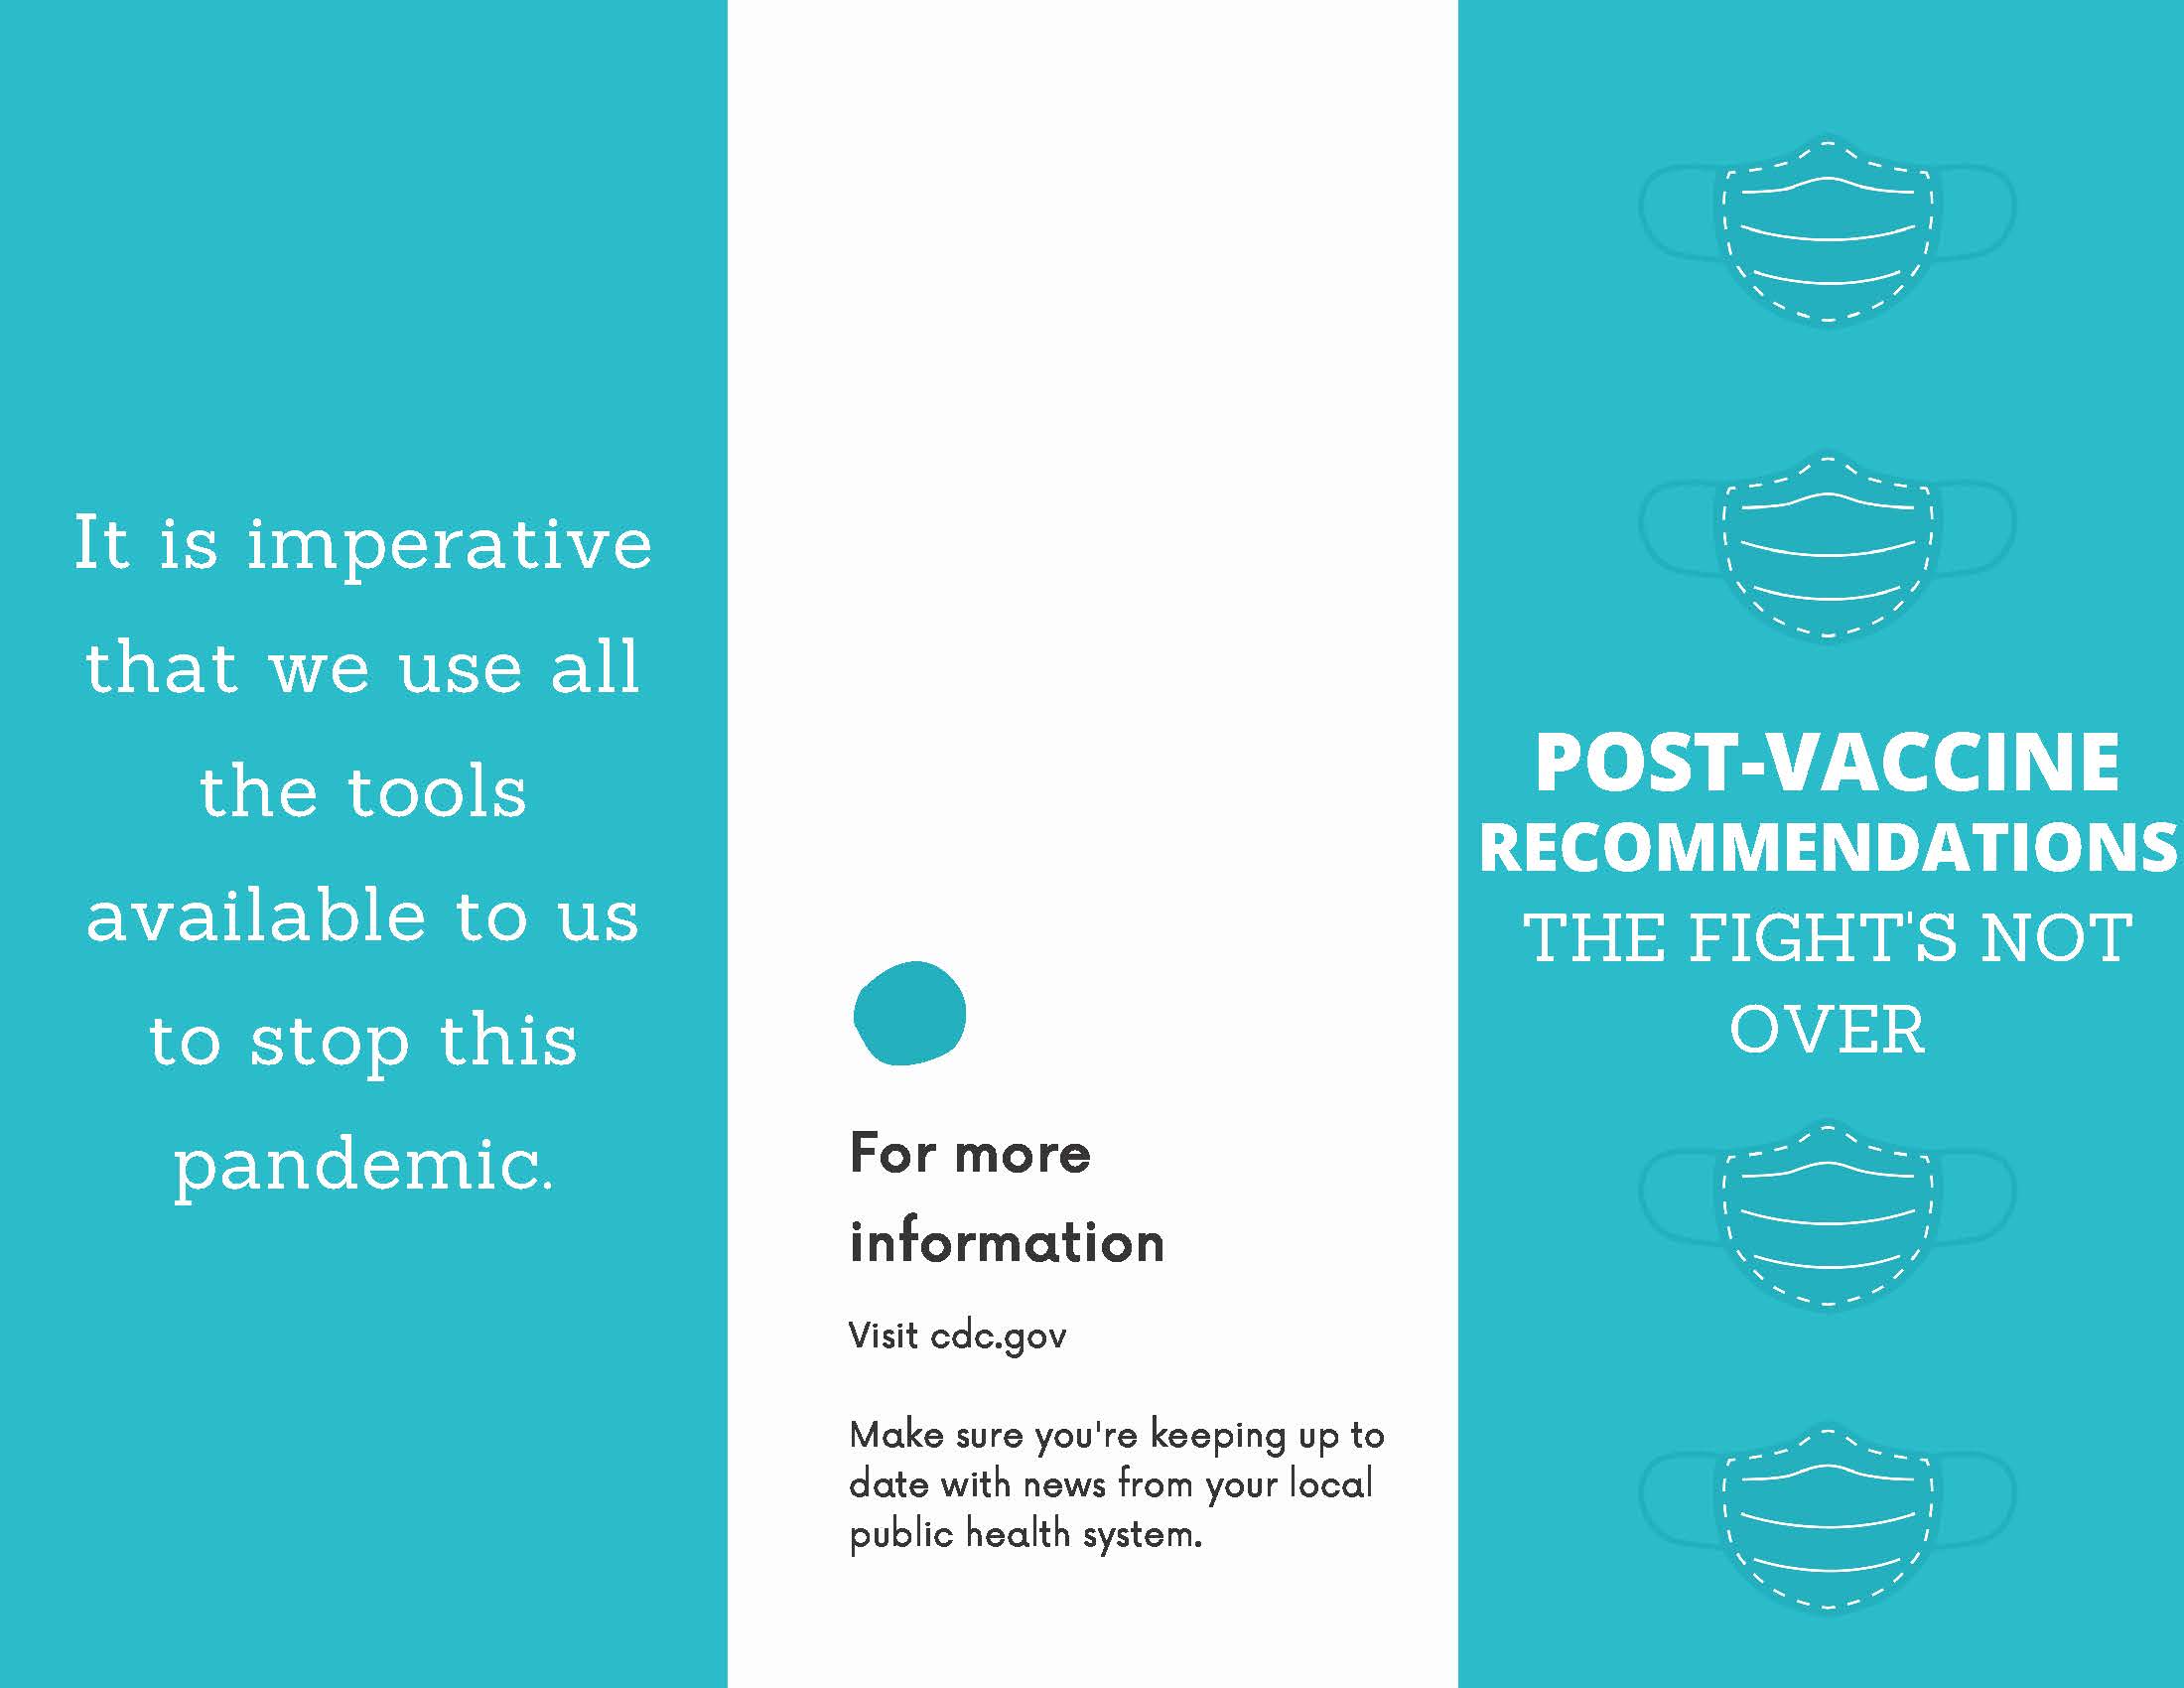 It is imperative
that we use all
the tools
available to us
to stop this
pandemic.
For more
information
Visit cdc.gov
Make sure you're keeping up to
date with news from your local
public health system.
POST-VACCINE
RECOMMENDATIONS
THE FIGHT'S NOT
OVER